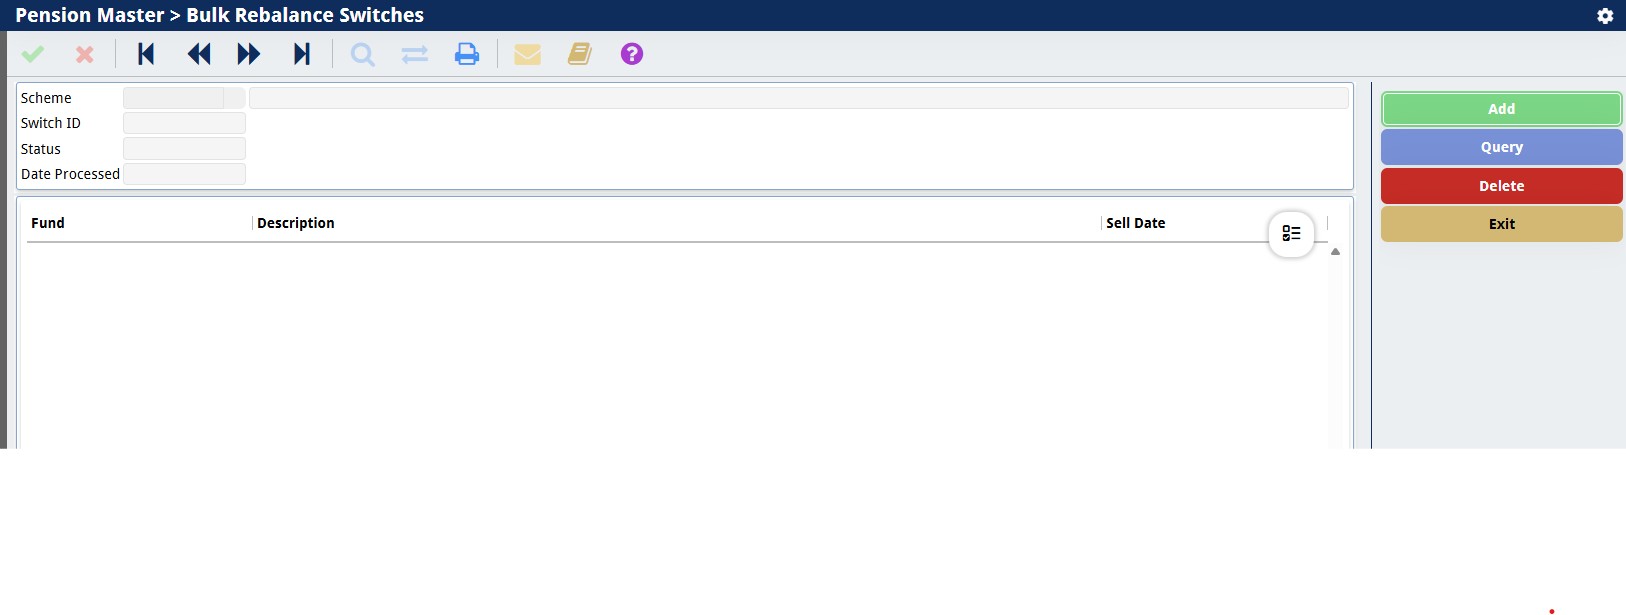 Pension Master > Bulk Rebalance Switches
?
Scheme
Switch ID
Status
Date Processed
Fund Description Sell Date
Add
Query
Delete
Exit